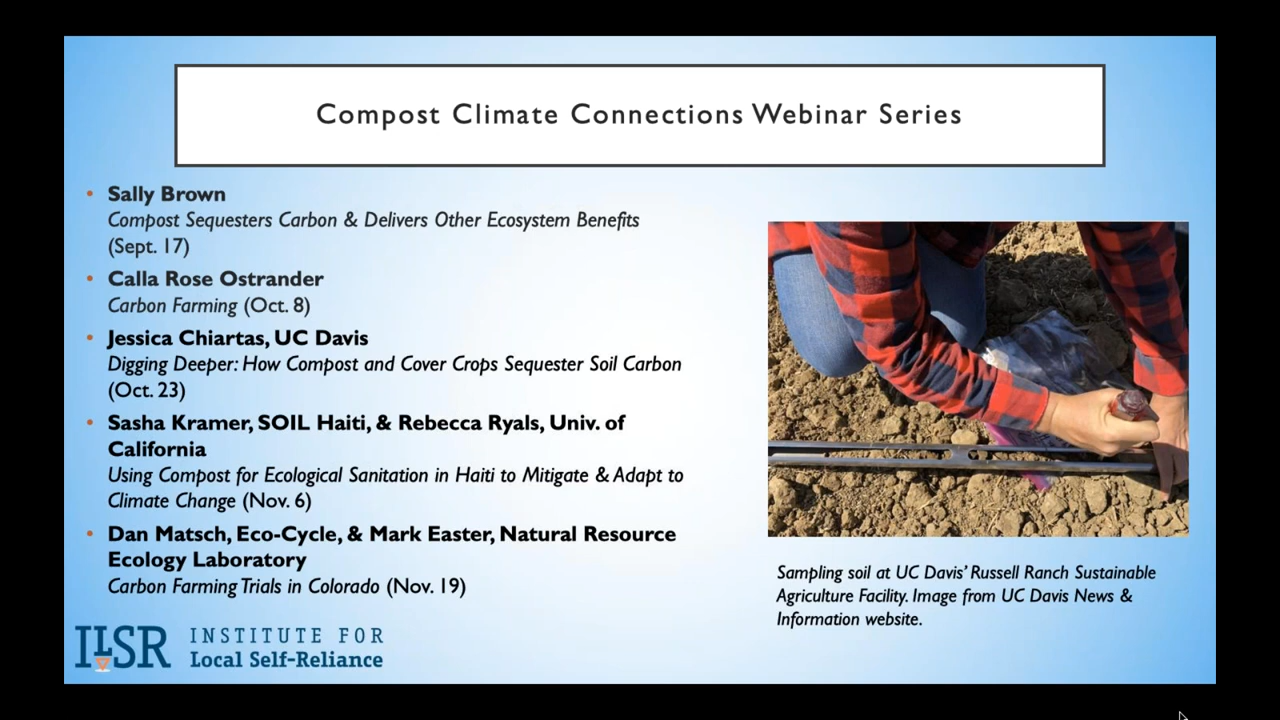 Compost Climate Connections Webinar Series
• Sally Brown
Compost Sequesters Carbon & Delivers Other Ecosystem Benefits
(Sept. 17)
• Calla Rose Ostrander
Carbon Farming (Oct. 8)
• Jessica Chiartas, UC Davis
Digging Deeper: How Compost and Cover Crops Sequester Soil Carbon
(Oct. 23)
• Sasha Kramer, SOIL Haiti, & Rebecca Ryals, Univ. of
California
Using Compost for Ecological Sanitation in Haiti to Mitigate & Adapt to
Climate Change (Nov. 6)
• Dan Matsch, Eco-Cycle, & Mark Easter, Natural Resource
Ecology Laboratory
Carbon Farming Trials in Colorado (Nov. 19)
Sampling soil at UC Davis’ Russell Ranch Sustainable
Agriculture Facility. Image from UC Davis News &
Information website.
ILSR
INSTITUTE FOR
Local Self-Reliance